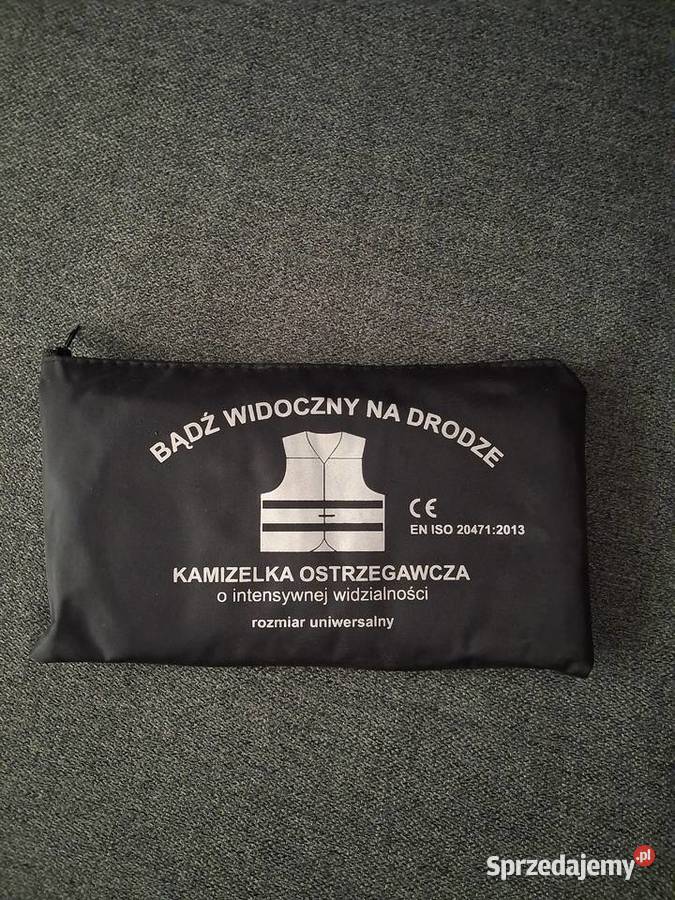 BĄDŹ WIDOCZNY NA DRODZE
CE
EN ISO 20471:2013
KAMIZELKA OSTRZEGAWCZA
o intensywnej widzialności
rozmiar uniwersalny
Sprzedajemy.pl